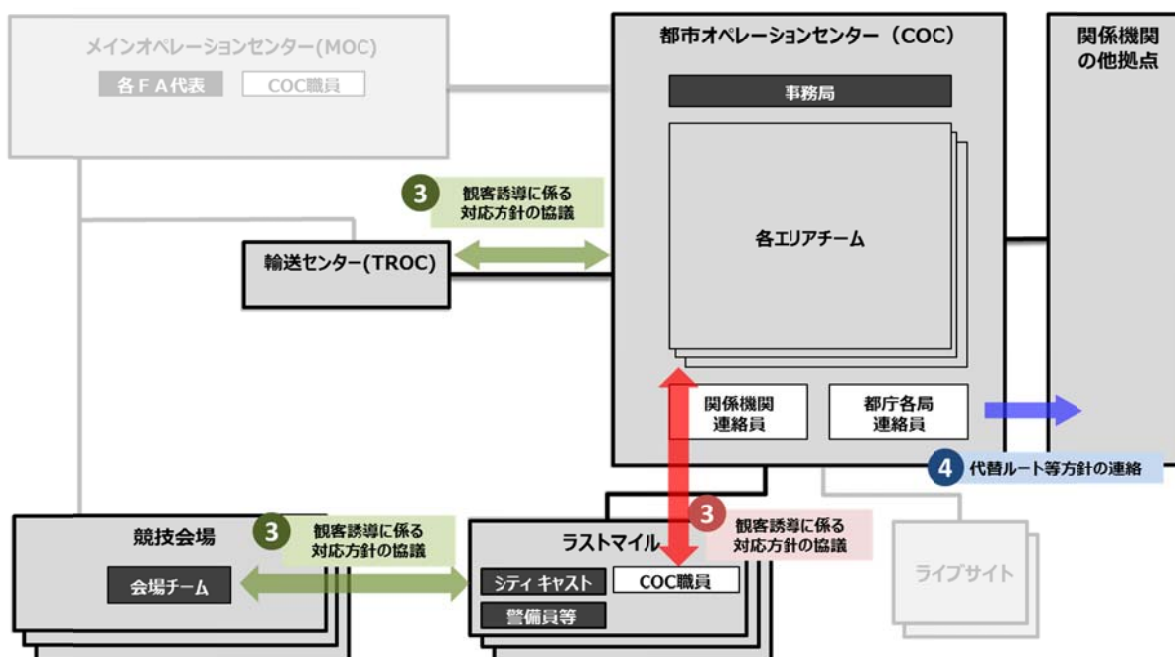 メインオペレーションセンター(MOC)
各ＦＡ代表
COC職員
都市オペレーションセンター（COC）
事務局
各エリアチーム
関係機関
連絡員
都庁各局
連絡員
関係機関
の他拠点
3
観客誘導に係る
対応方針の協議
輸送センター(TROC)
4
代替ルート等方針の連絡
競技会場
会場チーム
3
観客誘導に係る
対応方針の協議
ラストマイル
シティ キャスト
COC職員
警備員等
3
観客誘導に係る
対応方針の協議
ライブサイト